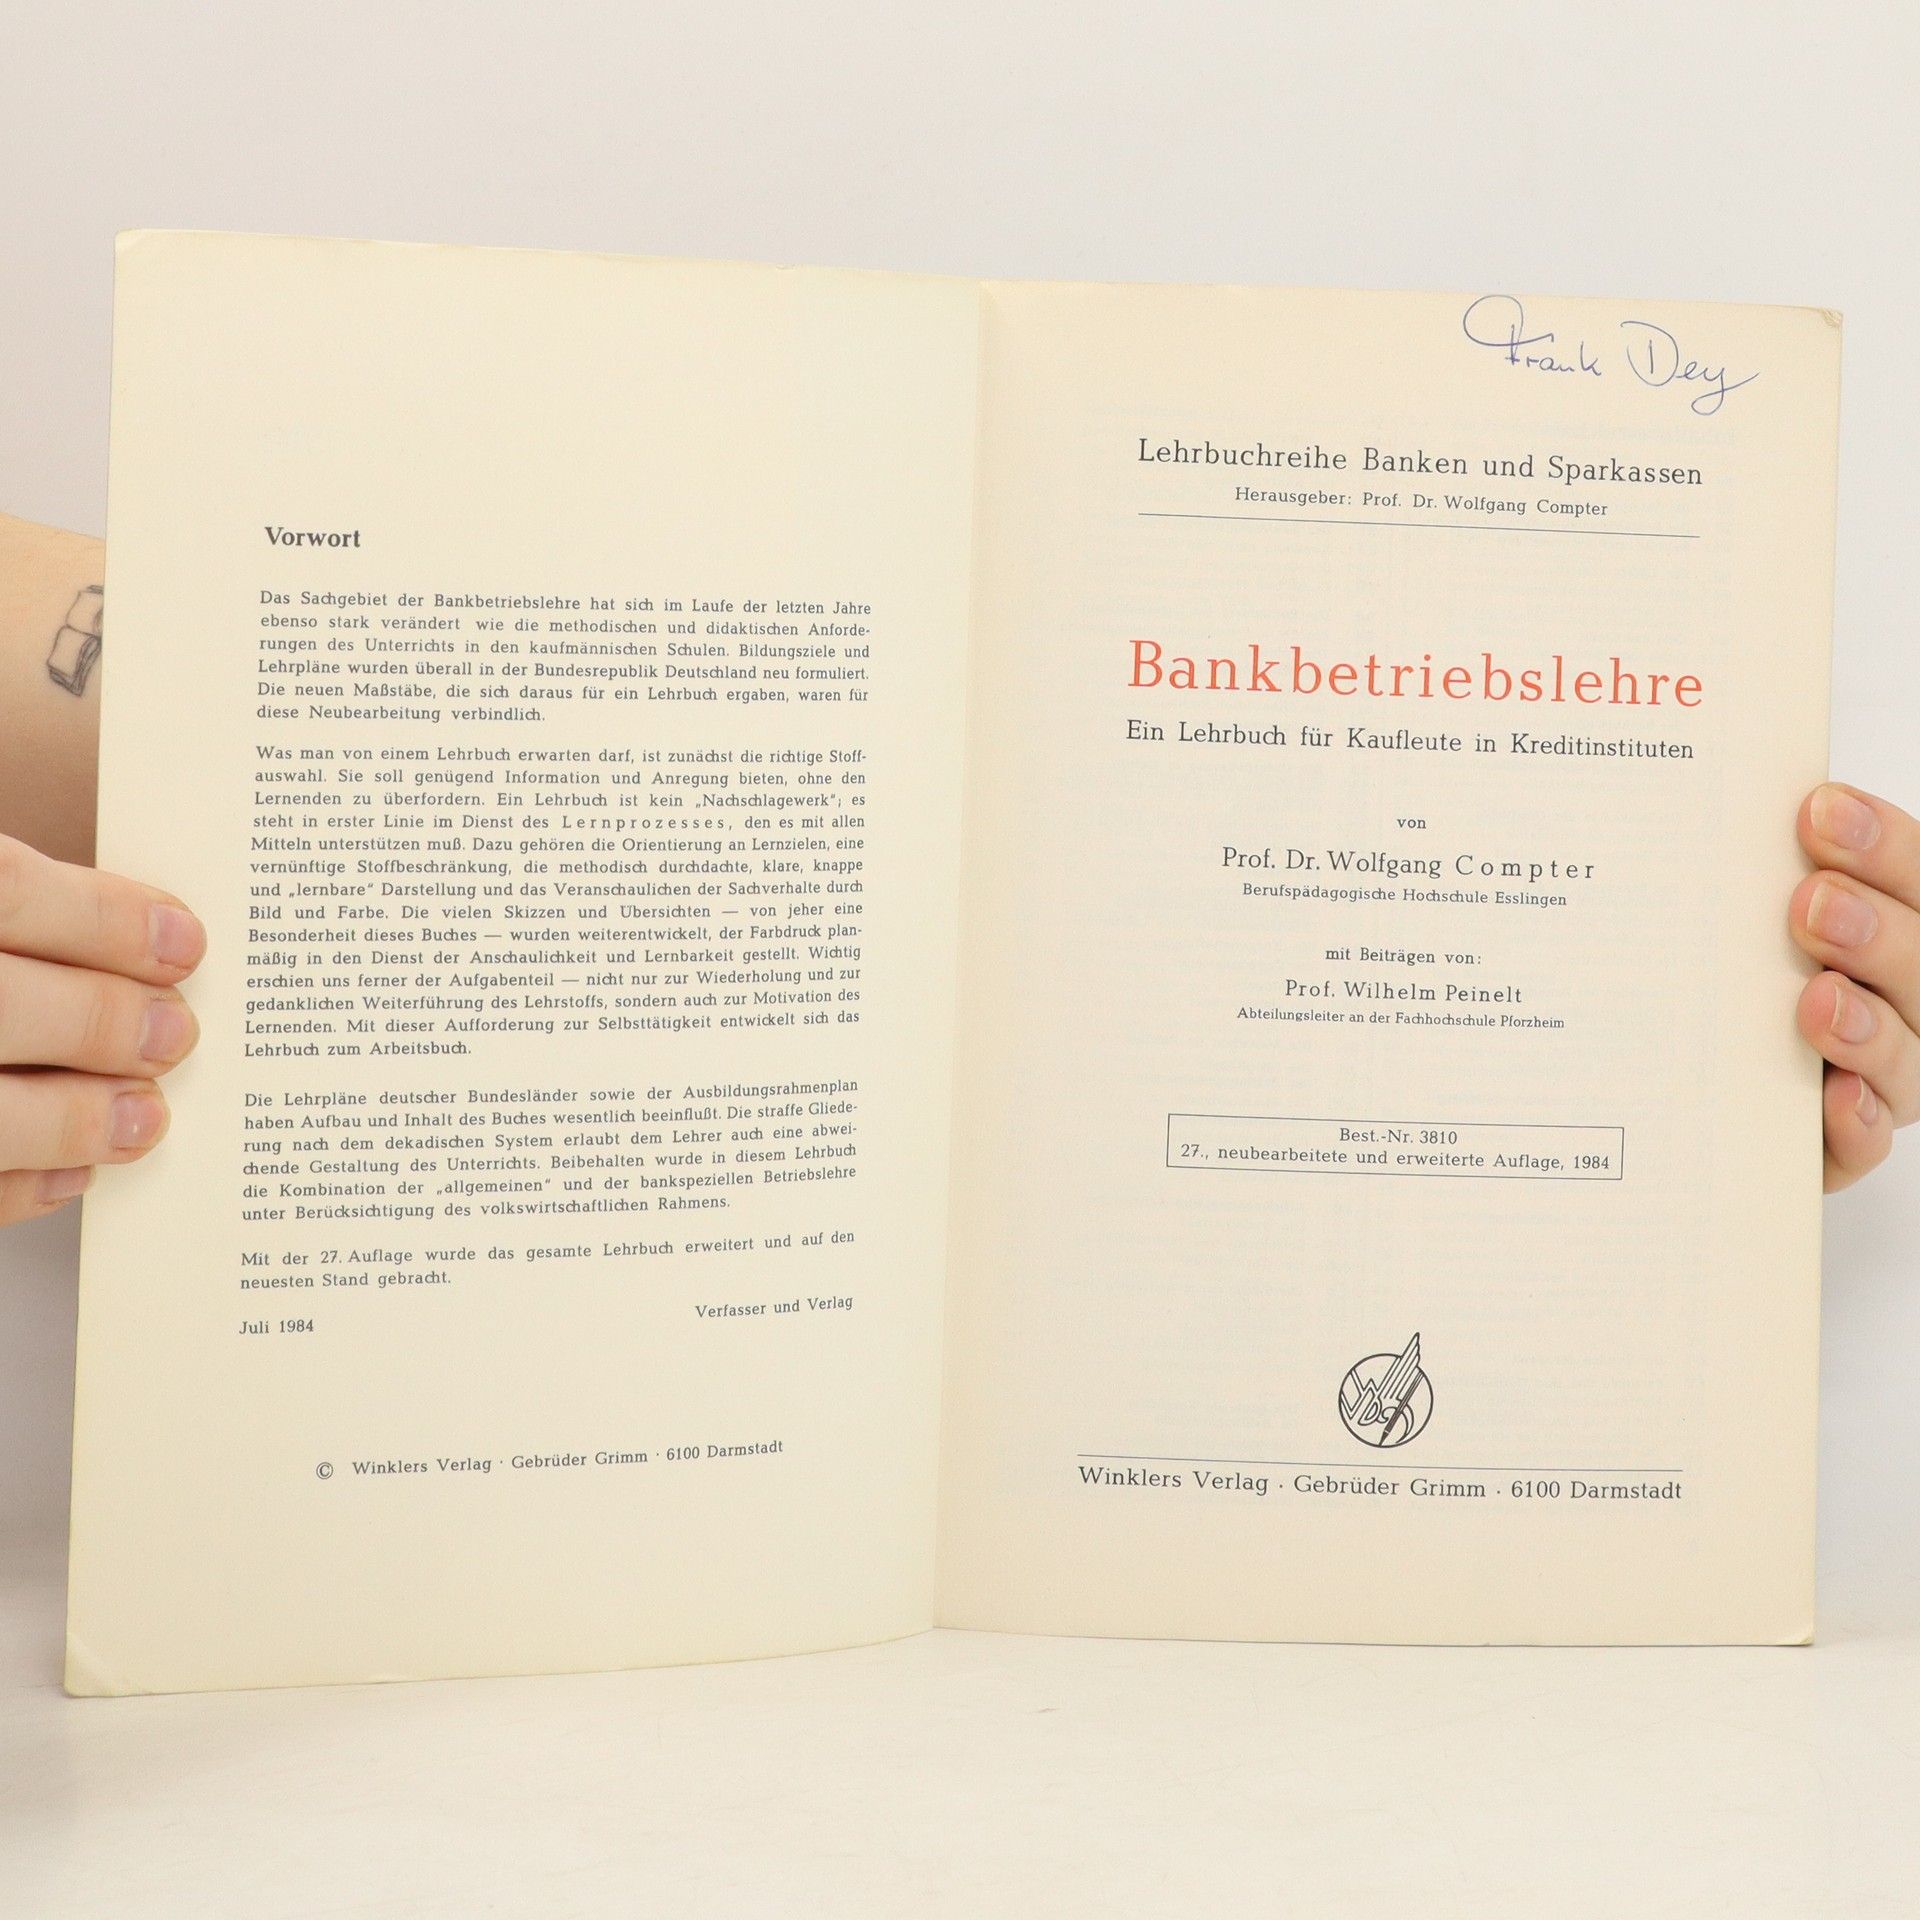 Vorwort
Das Sachgebiet der Bankbetriebslehre hat sich im Laufe der letzten Jahre
ebenso stark verändert wie die methodischen und didaktischen Anforde-
rungen des Unterrichts in den kaufmännischen Schulen. Bildungsziele und
Lehrpläne wurden überall in der Bundesrepublik Deutschland neu formuliert.
Die neuen Maßstäbe, die sich daraus für ein Lehrbuch ergaben, waren für
diese Neubearbeitung verbindlich.
Was man von einem Lehrbuch erwarten darf, ist zunächst die richtige Stoff-
auswahl. Sie soll genügend Information und Anregung bieten, ohne den
Lernenden zu überfordern. Ein Lehrbuch ist kein „Nachschlagewerk“; es
steht in erster Linie im Dienst des Lernprozesses, den es mit allen
Mitteln unterstützen muß. Dazu gehören die Orientierung an Lernzielen, eine
vernünftige Stoffbeschränkung, die methodisch durchdachte, klare, knappe
und „lernbare“ Darstellung und das Veranschaulichen der Sachverhalte durch
Bild und Farbe. Die vielen Skizzen und Übersichten — von jeher eine
Besonderheit dieses Buches — wurden weiterentwickelt, der Farbdruck plan-
mäßig in den Dienst der Anschaulichkeit und Lernbarkeit gestellt. Wichtig
erschien uns ferner der Aufgabenteil — nicht nur zur Wiederholung und zur
gedanklichen Weiterführung des Lehrstoffs, sondern auch zur Motivation des
Lernenden. Mit dieser Aufforderung zur Selbsttätigkeit entwickelt sich das
Lehrbuch zum Arbeitsbuch.
Die Lehrpläne deutscher Bundesländer sowie der Ausbildungsrahmenplan
haben Aufbau und Inhalt des Buches wesentlich beeinflußt. Die straffe Gliede-
rung nach dem dekadischen System erlaubt dem Lehrer auch eine abwei-
chende Gestaltung des Unterrichts. Beibehalten wurde in diesem Lehrbuch
die Kombination der „allgemeinen“ und der bankspeziellen Betriebslehre
unter Berücksichtigung des volkswirtschaftlichen Rahmens.
Mit der 27. Auflage wurde das gesamte Lehrbuch erweitert und auf den
neuesten Stand gebracht.
Verfasser und Verlag
Juli 1984
© Winklers Verlag · Gebrüder Grimm · 6100 Darmstadt
Frank Dey
Lehrbuchreihe Banken und Sparkassen
Herausgeber: Prof. Dr. Wolfgang Compter
Bankbetriebslehre
Ein Lehrbuch für Kaufleute in Kreditinstituten
von
Prof. Dr. Wolfgang Compter
Berufspädagogische Hochschule Esslingen
mit Beiträgen von:
Prof. Wilhelm Peinelt
Abteilungsleiter an der Fachhochschule Pforzheim
Best.-Nr. 3810
27., neubearbeitete und erweiterte Auflage, 1984
Winklers Verlag · Gebrüder Grimm · 6100 Darmstadt